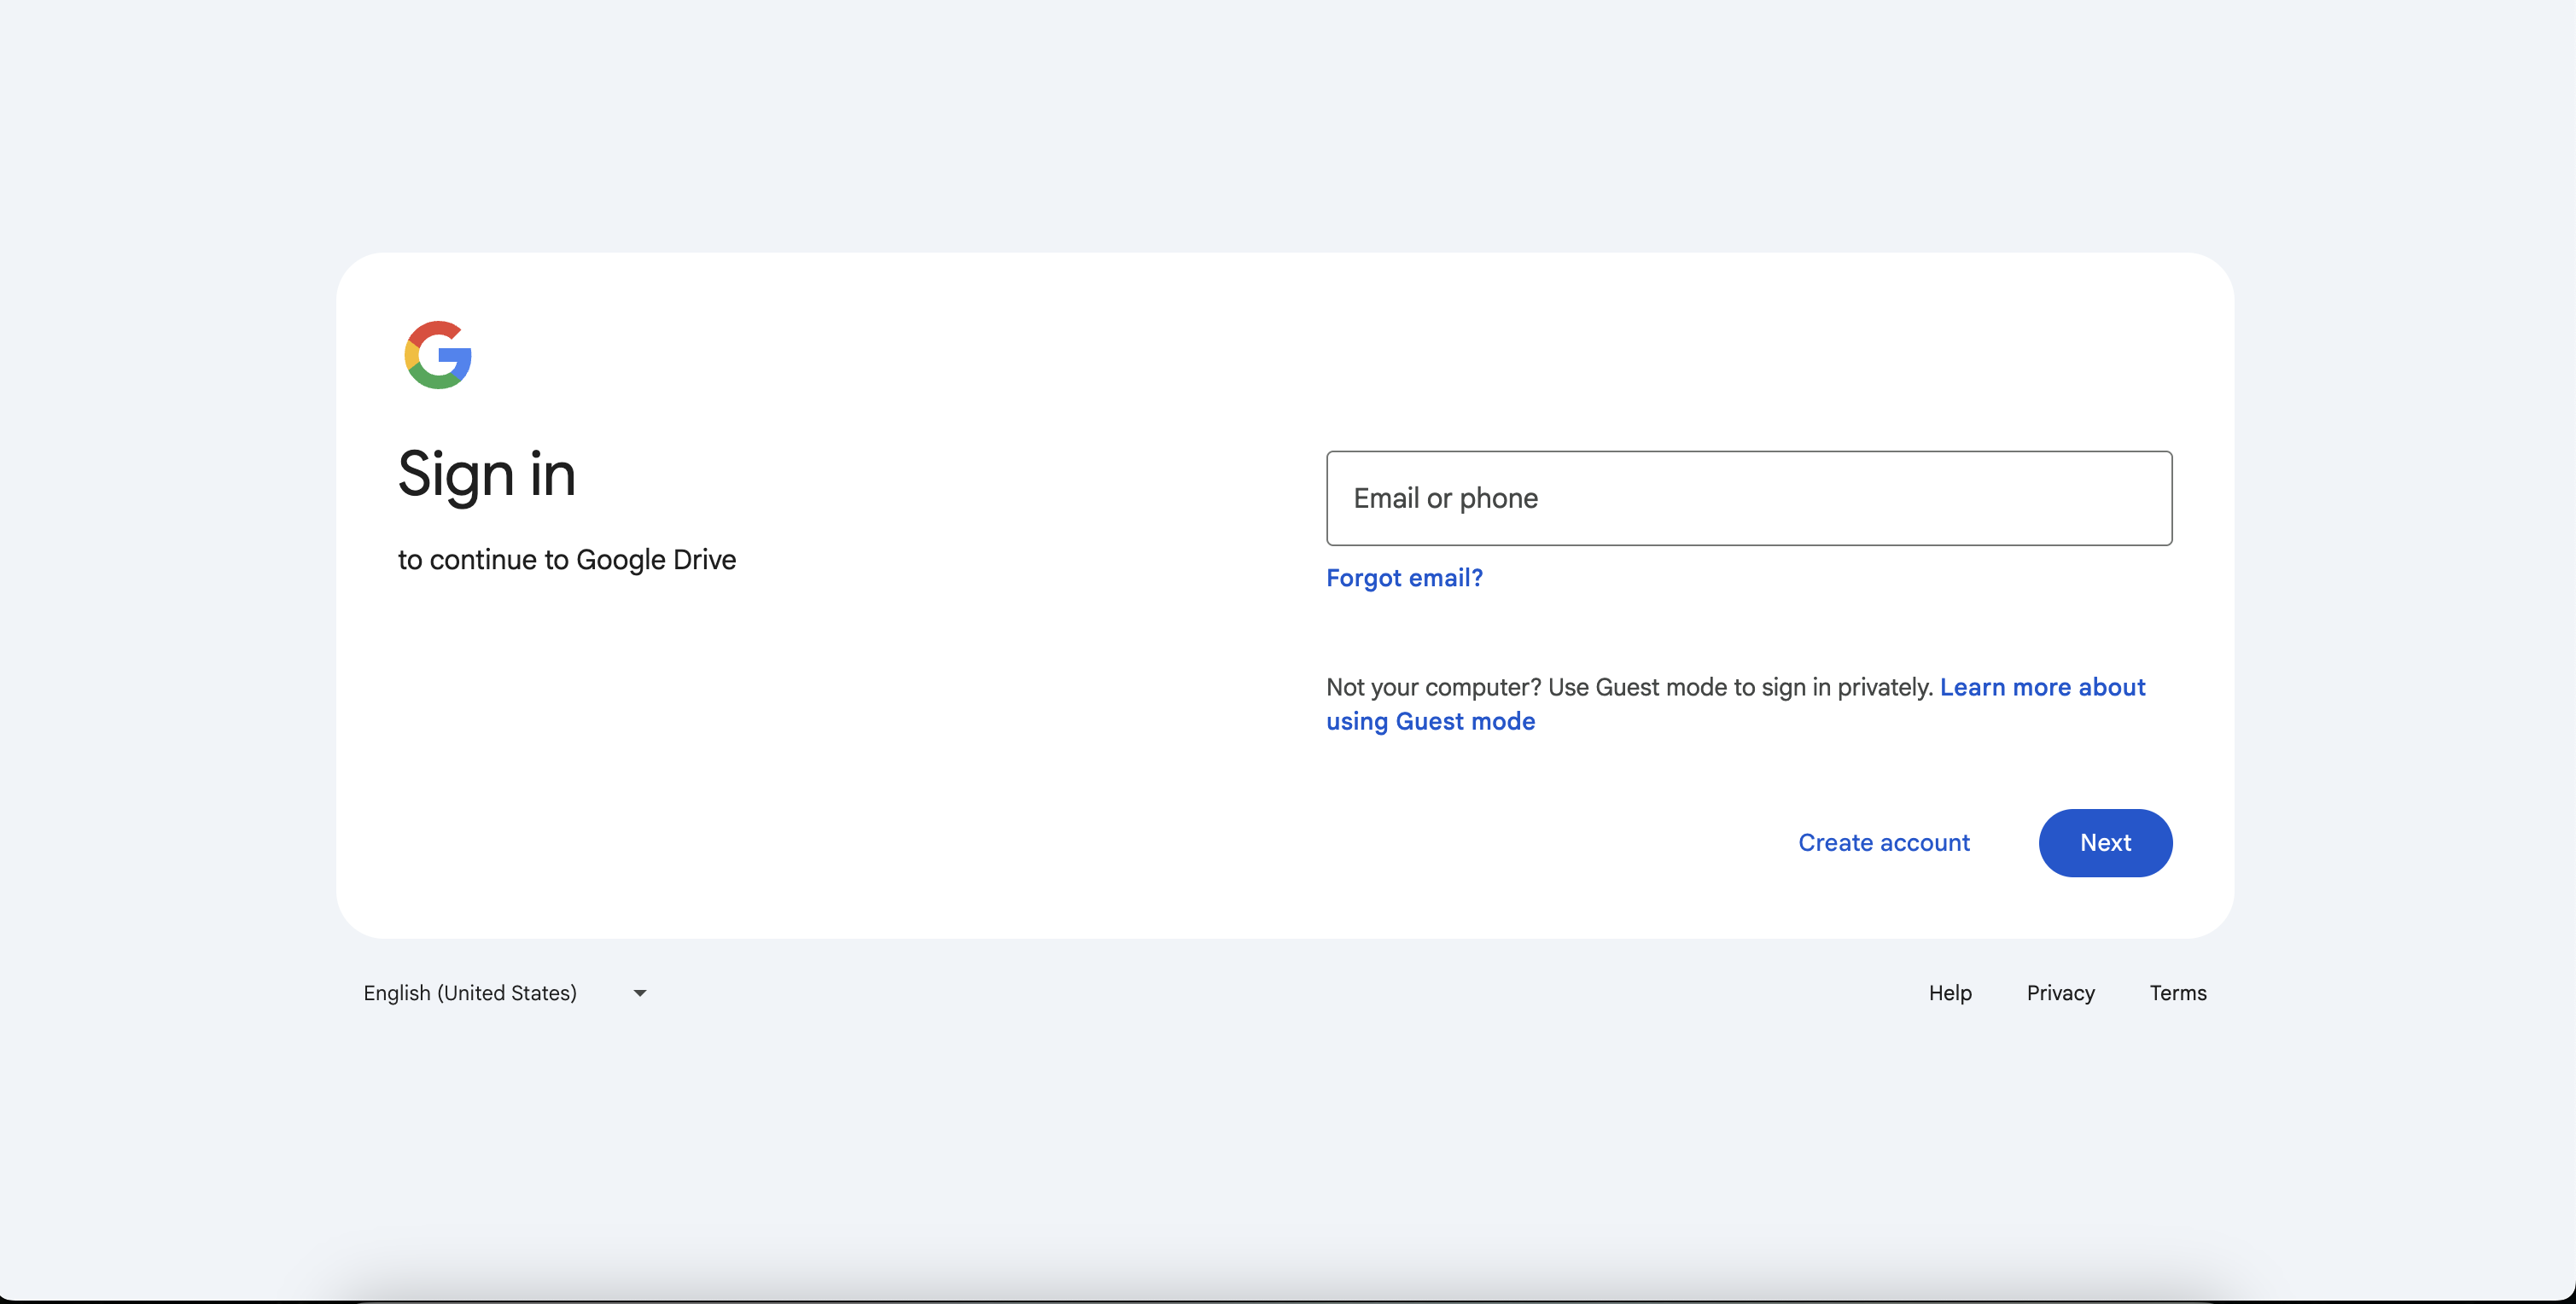 Sign in
to continue to Google Drive
Email or phone
Forgot email?
Not your computer? Use Guest mode to sign in privately. Learn more about
using Guest mode
Create account
Next
English (United States)
Help
Privacy
Terms